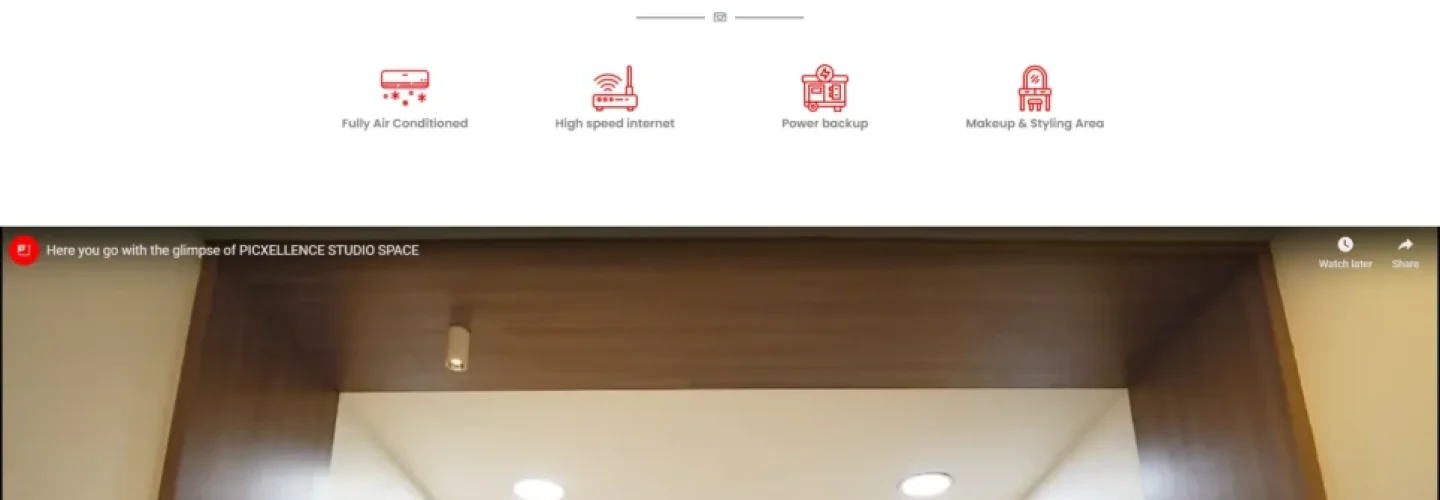 Fully Air Conditioned
High speed internet
Power backup
Makeup & Styling Area
Here you go with the glimpse of PICXELLENCE STUDIO SPACE
Watch later
Share